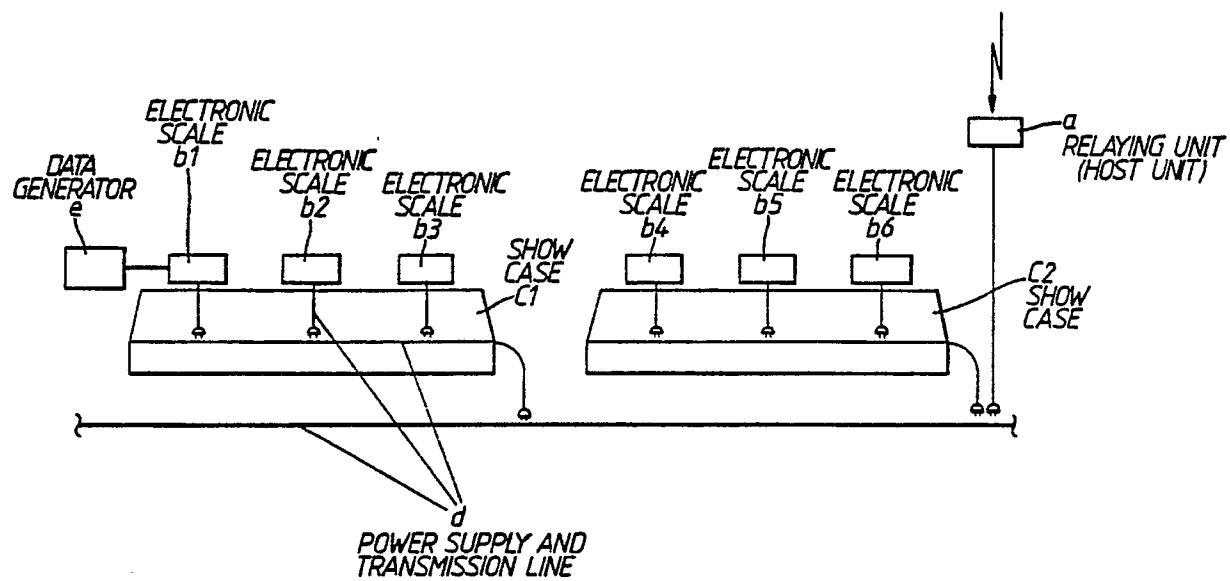 DATA
GENERATOR
e
ELECTRONIC
SCALE
b1
ELECTRONIC
SCALE
b2
ELECTRONIC
SCALE
b3
SHOW
CASE
C1
ELECTRONIC
SCALE
b4
ELECTRONIC
SCALE
b5
ELECTRONIC
SCALE
b6
a
RELAYING UNIT
(HOST UNIT)
C2
SHOW
CASE
d
POWER SUPPLY AND
TRANSMISSION LINE